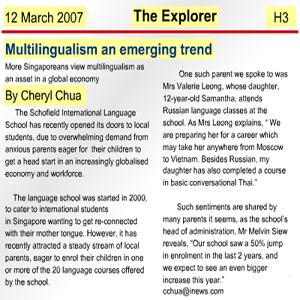 12 March 2007
The Explorer
H3
Multilingualism an emerging trend
More Singaporeans view multilingualism as
an asset in a global economy
By Cheryl Chua
The Schofield International Language
School has recently opened its doors to local
students, due to overwhelming demand from
anxious parents eager for their children to
get a head start in an increasingly globalised
economy and workforce.
The language school was started in 2000,
to cater to international students
in Singapore wanting to get re-connected
with their mother tongue. However, it has
recently attracted a steady stream of local
parents, eager to enrol their children in one
or more of the 20 language courses offered
by the school.
One such parent we spoke to was
Mrs Valerie Leong, whose daughter,
12-year-old Samantha, attends
Russian language classes at the
school. As Mrs Leong explains, " We
are preparing her for a career which
may take her anywhere from Moscow
to Vietnam. Besides Russian, my
daughter has also completed a course
in basic conversational Thai."
Such sentiments are shared by
many parents it seems, as the school's
head of administration, Mr Melvin Siew
reveals, "Our school saw a 50% jump
in enrolment in the last 2 years, and
we expect to see an even bigger
increase this year."
cchua@inews.com